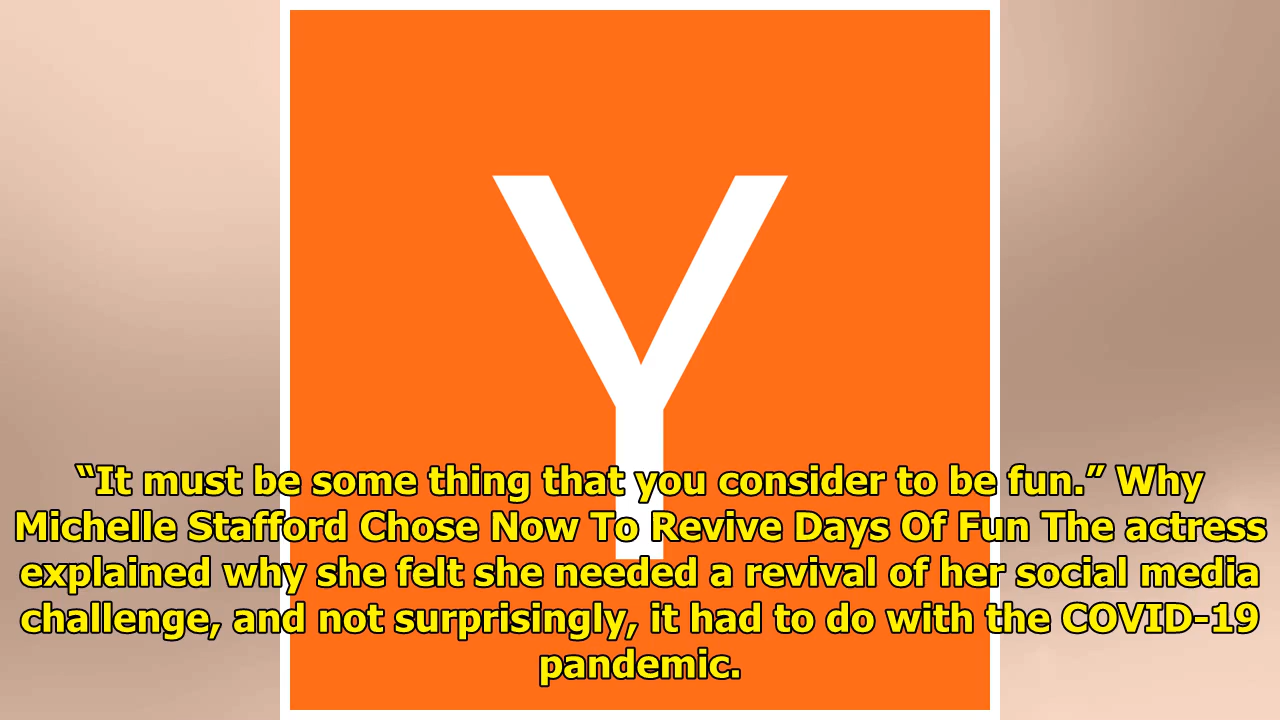 Y
“It must be some thing that you consider to be fun.” Why
Michelle Stafford Chose Now To Revive Days Of Fun The actress
explained why she felt she needed a revival of her social media
challenge, and not surprisingly, it had to do with the COVID-19
pandemic.